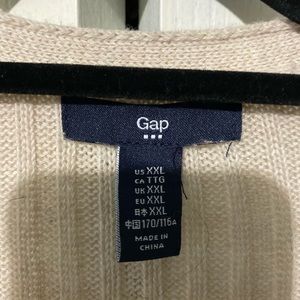 Gap
US XXL
CA TTG
UK XXL
EU XXL
日本 XXL
中国 170/116A
MADE IN
CHINA